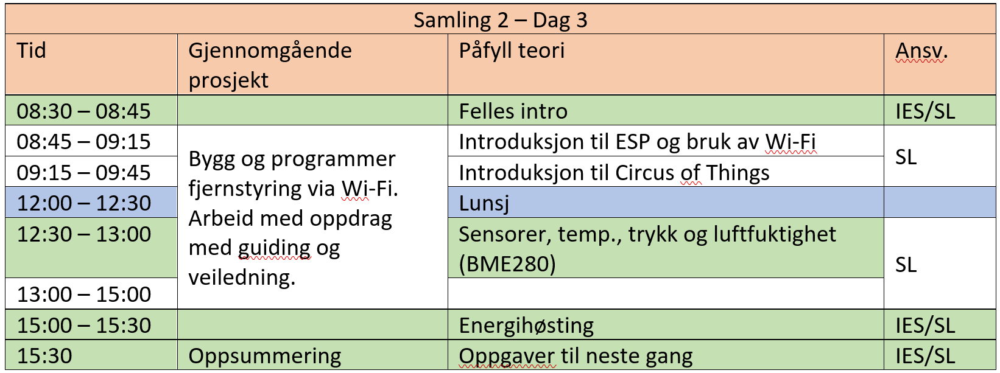 Samling 2 – Dag 3
Tid
Gjennomgående
prosjekt
Påfyll teori
Ansv.
08:30 – 08:45
Felles intro
IES/SL
08:45 – 09:15
Bygg og programmer
fjernstyring via Wi-Fi.
Arbeid med oppdrag
med guiding og
veiledning.
Introduksjon til ESP og bruk av Wi-Fi
SL
09:15 – 09:45
Introduksjon til Circus of Things
12:00 – 12:30
Lunsj
12:30 – 13:00
Sensorer, temp., trykk og luftfuktighet
(BME280)
SL
13:00 – 15:00
15:00 – 15:30
Energihøsting
IES/SL
15:30
Oppsummering
Oppgaver til neste gang
IES/SL